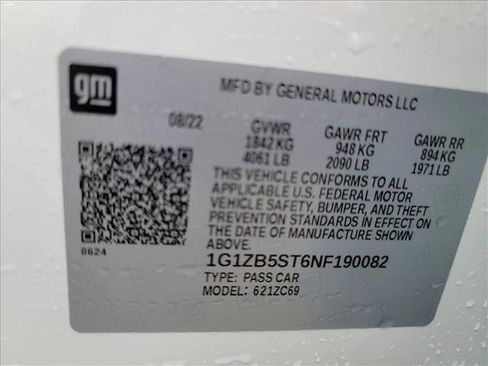 gm
MFD BY GENERAL MOTORS LLC
08/22 GVWR GAWR FRT GAWR RR
1842 KG 948 KG 894 KG
4061 LB 2090 LB 1971 LB
THIS VEHICLE CONFORMS TO ALL
APPLICABLE U.S. FEDERAL MOTOR
VEHICLE SAFETY, BUMPER, AND THEFT
PREVENTION STANDARDS IN EFFECT ON
THE DATE OF MANUFACTURE SHOWN
ABOVE.
8624
1G1ZB5ST6NF190082
TYPE: PASS CAR
MODEL: 621ZC69